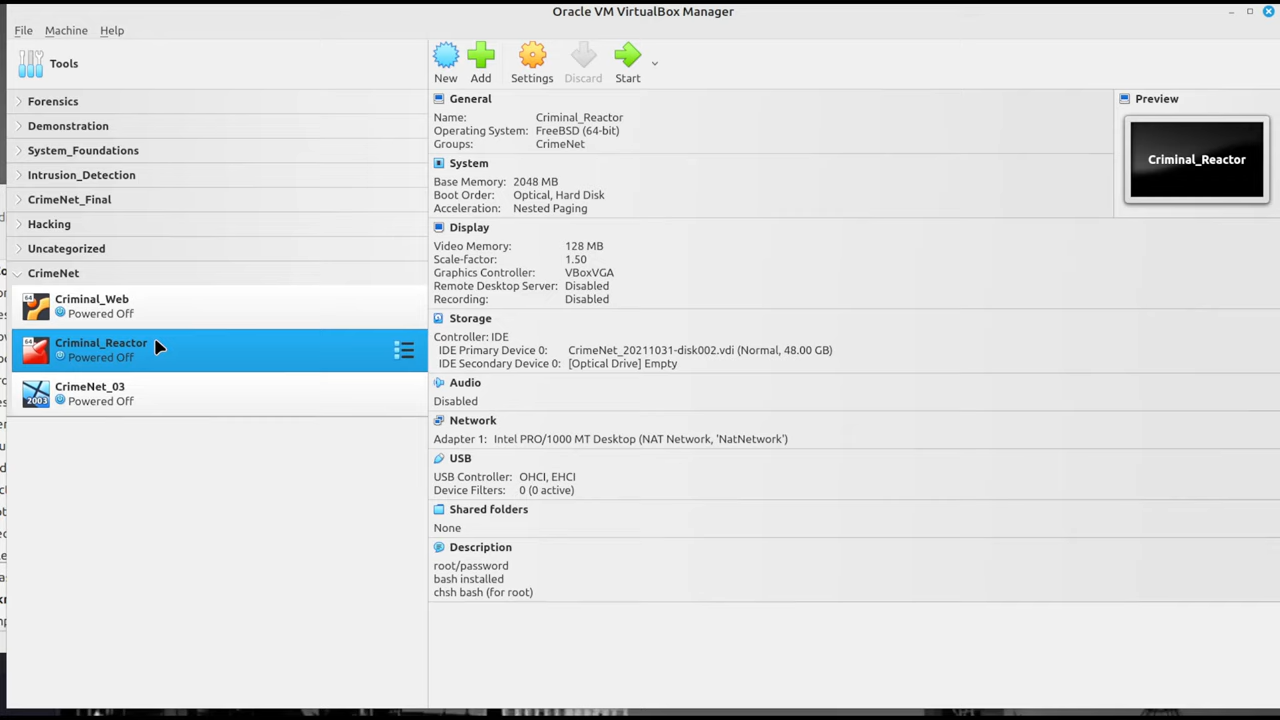 Oracle VM VirtualBox Manager
File Machine Help
Tools
New Add Settings Discard Start
Forensics
Demonstration
System_Foundations
Intrusion_Detection
CrimeNet_Final
Hacking
Uncategorized
CrimeNet
64
Criminal_Web
Powered Off
64
Criminal_Reactor
Powered Off
2003
CrimeNet_03
Powered Off
General
Name: Criminal_Reactor
Operating System: FreeBSD (64-bit)
Groups: CrimeNet
System
Base Memory: 2048 MB
Boot Order: Optical, Hard Disk
Acceleration: Nested Paging
Display
Video Memory: 128 MB
Scale-factor: 1.50
Graphics Controller: VBoxVGA
Remote Desktop Server: Disabled
Recording: Disabled
Storage
Controller: IDE
IDE Primary Device 0: CrimeNet_20211031-disk002.vdi (Normal, 48.00 GB)
IDE Secondary Device 0: [Optical Drive] Empty
Audio
Disabled
Network
Adapter 1: Intel PRO/1000 MT Desktop (NAT Network, 'NatNetwork')
USB
USB Controller: OHCI, EHCI
Device Filters: 0 (0 active)
Shared folders
None
Description
root/password
bash installed
chsh bash (for root)
Preview
Criminal_Reactor